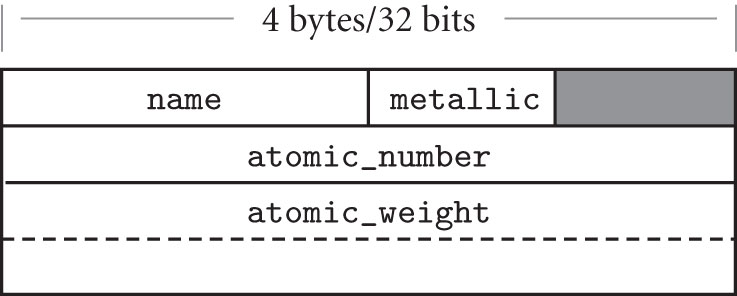 4 bytes/32 bits
name metallic
atomic_number
atomic_weight